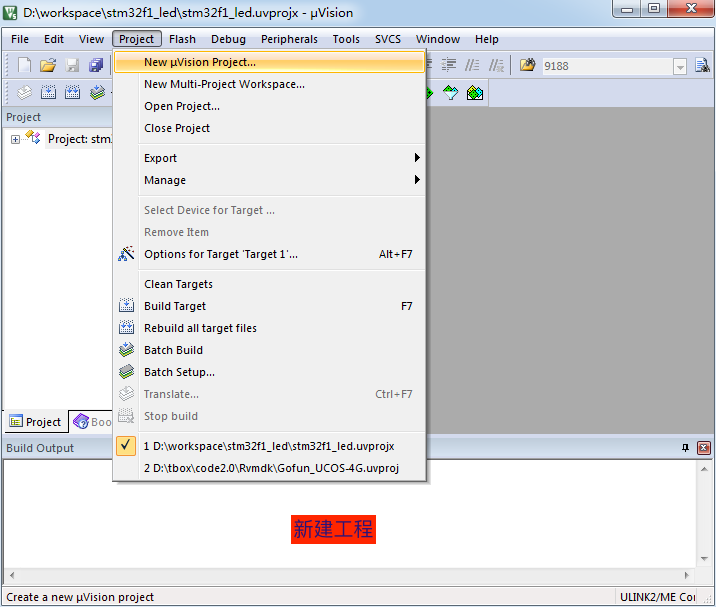 D:\workspace\stm32f1_led\stm32f1_led.uvprojx - µVision
File Edit View Project Flash Debug Peripherals Tools SVCS Window Help
9188
Project
Project: stm
New µVision Project...
New Multi-Project Workspace...
Open Project...
Close Project
Export
Manage
Select Device for Target ...
Remove Item
Options for Target 'Target 1'... Alt+F7
Clean Targets
Build Target F7
Rebuild all target files
Batch Build
Batch Setup...
Translate... Ctrl+F7
Stop build
1 D:\workspace\stm32f1_led\stm32f1_led.uvprojx
2 D:\tbox\code2.0\Rvmdk\Gofun_UCOS-4G.uvproj
Project Boo
Build Output
新建工程
Create a new µVision project ULINK2/ME Co